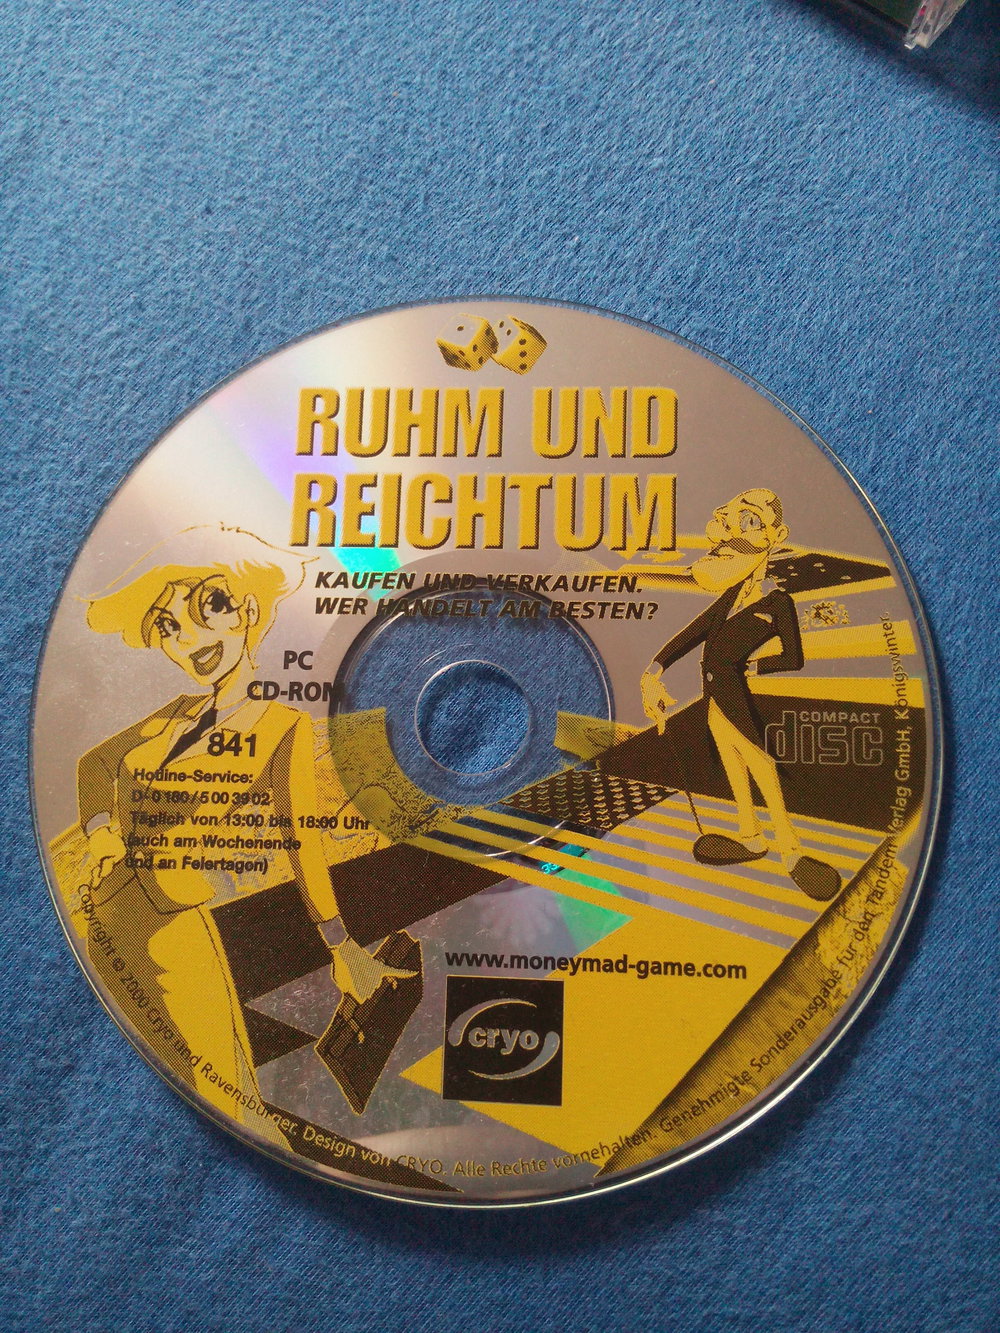 RUHM UND
REICHTUM
KAUFEN UND VERKAUFEN.
WER HANDELT AM BESTEN?
PC
CD-ROM
841
Hotline-Service:
D- 0 180 / 5 00 39 02
Täglich von 13:00 bis 18:00 Uhr
(auch am Wochenende
und an Feiertagen)
COMPACT
disc
www.moneymad-game.com
cryo
Copyright © 2000 Cryo und Ravensburger. Design von CRYO. Alle Rechte vornehalten. Genehmigte Sonderausgabe für den Tandem Verlag GmbH, Königswinter.